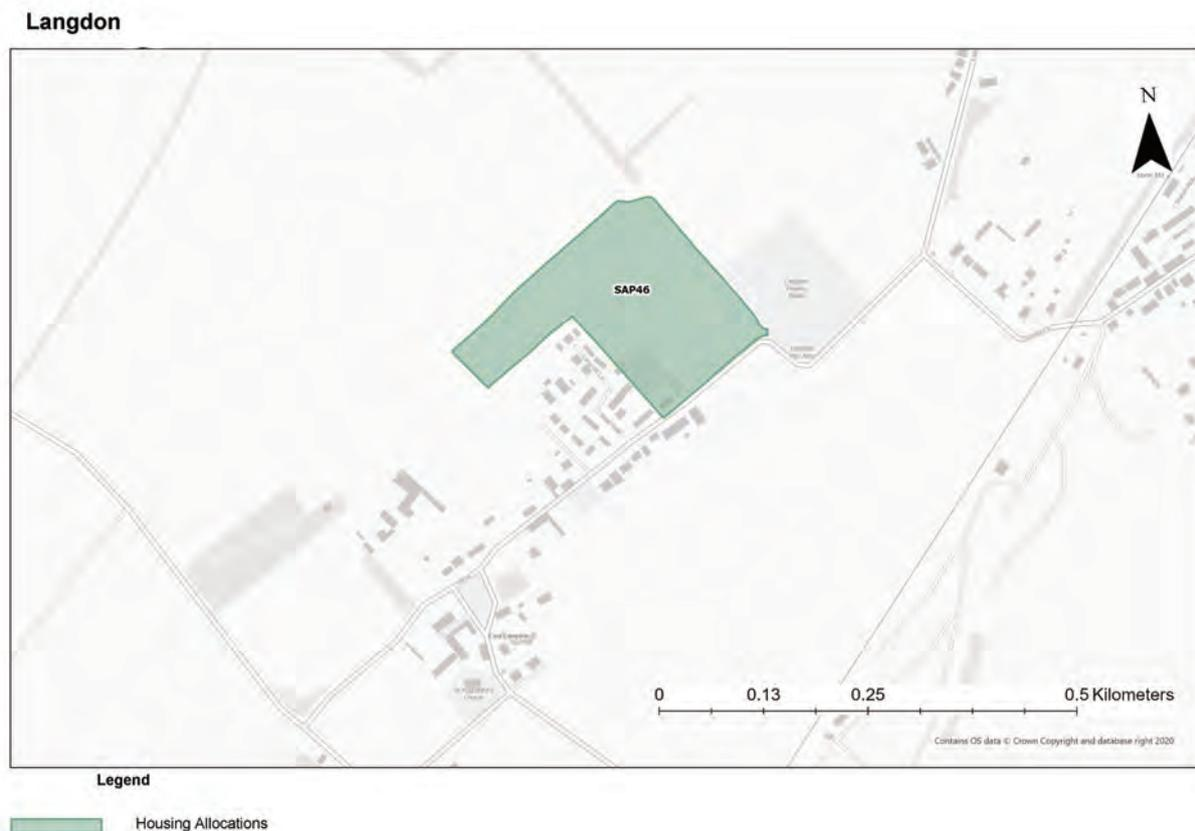 Langdon
N
SAP46
Church
0 0.13 0.25 0.5 Kilometers
Contains OS data © Crown Copyright and database right 2020
Legend
Housing Allocations